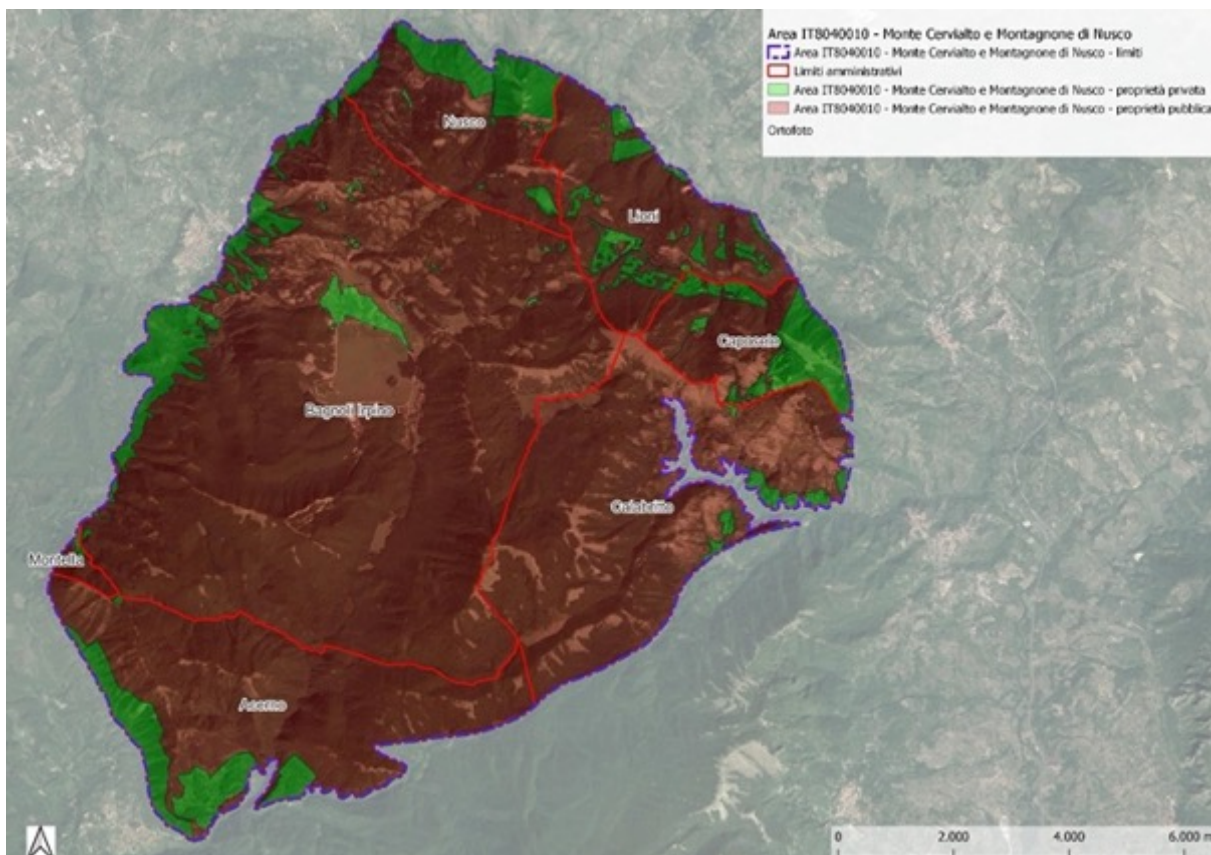 Area IT8040010 - Monte Cervialto e Montagnone di Nusco
Area IT8040010 - Monte Cervialto e Montagnone di Nusco - limiti
Limiti amministrativi
Area IT8040010 - Monte Cervialto e Montagnone di Nusco - proprietà privata
Area IT8040010 - Monte Cervialto e Montagnone di Nusco - proprietà pubblica
Ortofoto
Nusco
Lioni
Caposele
Bagnoli Irpino
Calabritto
Montella
Acerno
0 2.000 4.000 6.000 m